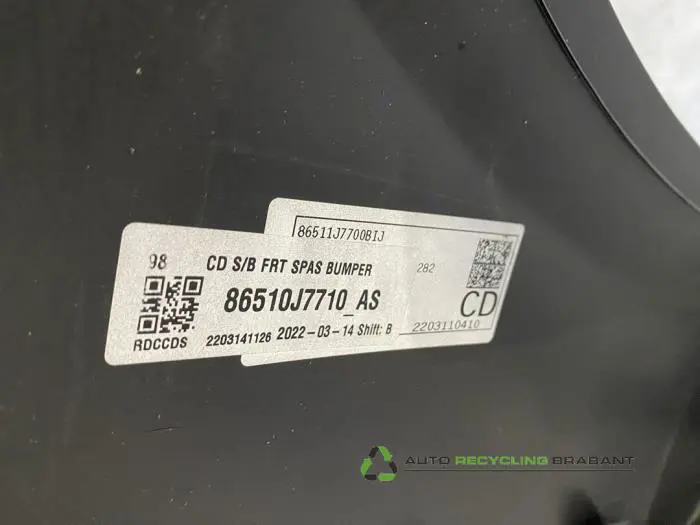 86511J7700BIJ
282
CD
2203110410
98
CD S/B FRT SPAS BUMPER
86510J7710_AS
RDCCDS
2203141126 2022-03-14 Shift: B
AUTO RECYCLING BRABANT